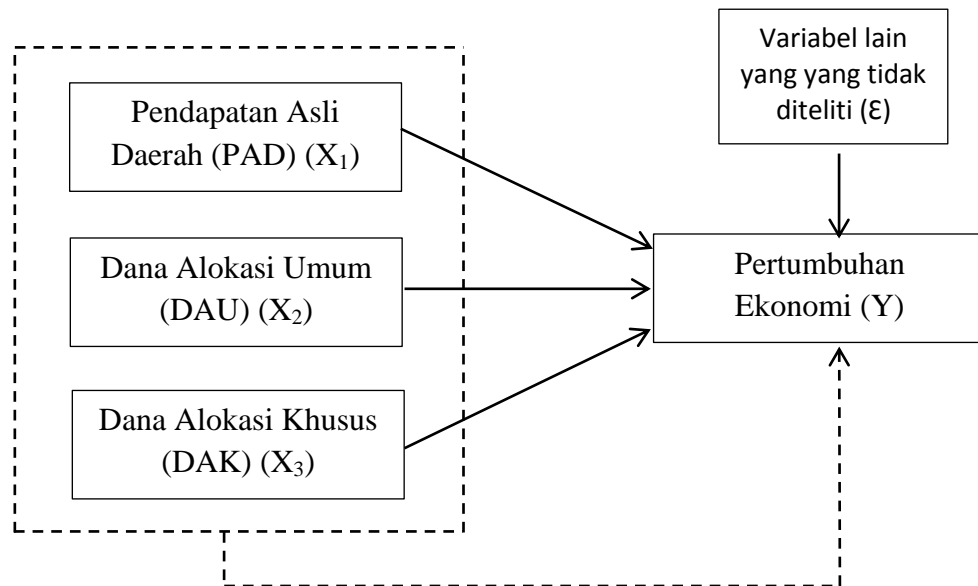 Pendapatan Asli
Daerah (PAD) (X₁)
Dana Alokasi Umum
(DAU) (X₂)
Dana Alokasi Khusus
(DAK) (X₃)
Variabel lain
yang yang tidak
diteliti (Ɛ)
Pertumbuhan
Ekonomi (Y)